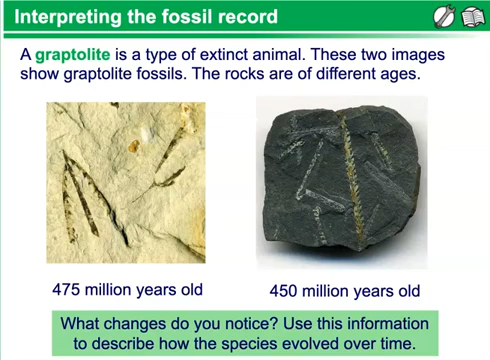 Interpreting the fossil record
A graptolite is a type of extinct animal. These two images
show graptolite fossils. The rocks are of different ages.
475 million years old
450 million years old
What changes do you notice? Use this information
to describe how the species evolved over time.